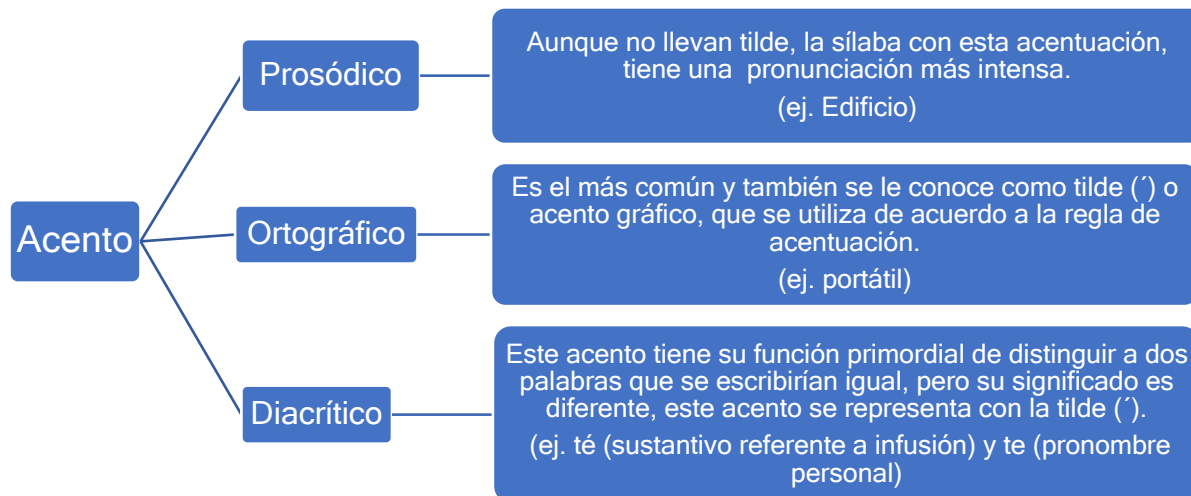 Acento
Prosódico
Aunque no llevan tilde, la sílaba con esta acentuación,
tiene una pronunciación más intensa.
(ej. Edificio)
Ortográfico
Es el más común y también se le conoce como tilde (´) o
acento gráfico, que se utiliza de acuerdo a la regla de
acentuación.
(ej. portátil)
Diacrítico
Este acento tiene su función primordial de distinguir a dos
palabras que se escribirían igual, pero su significado es
diferente, este acento se representa con la tilde (´).
(ej. té (sustantivo referente a infusión) y te (pronombre
personal)